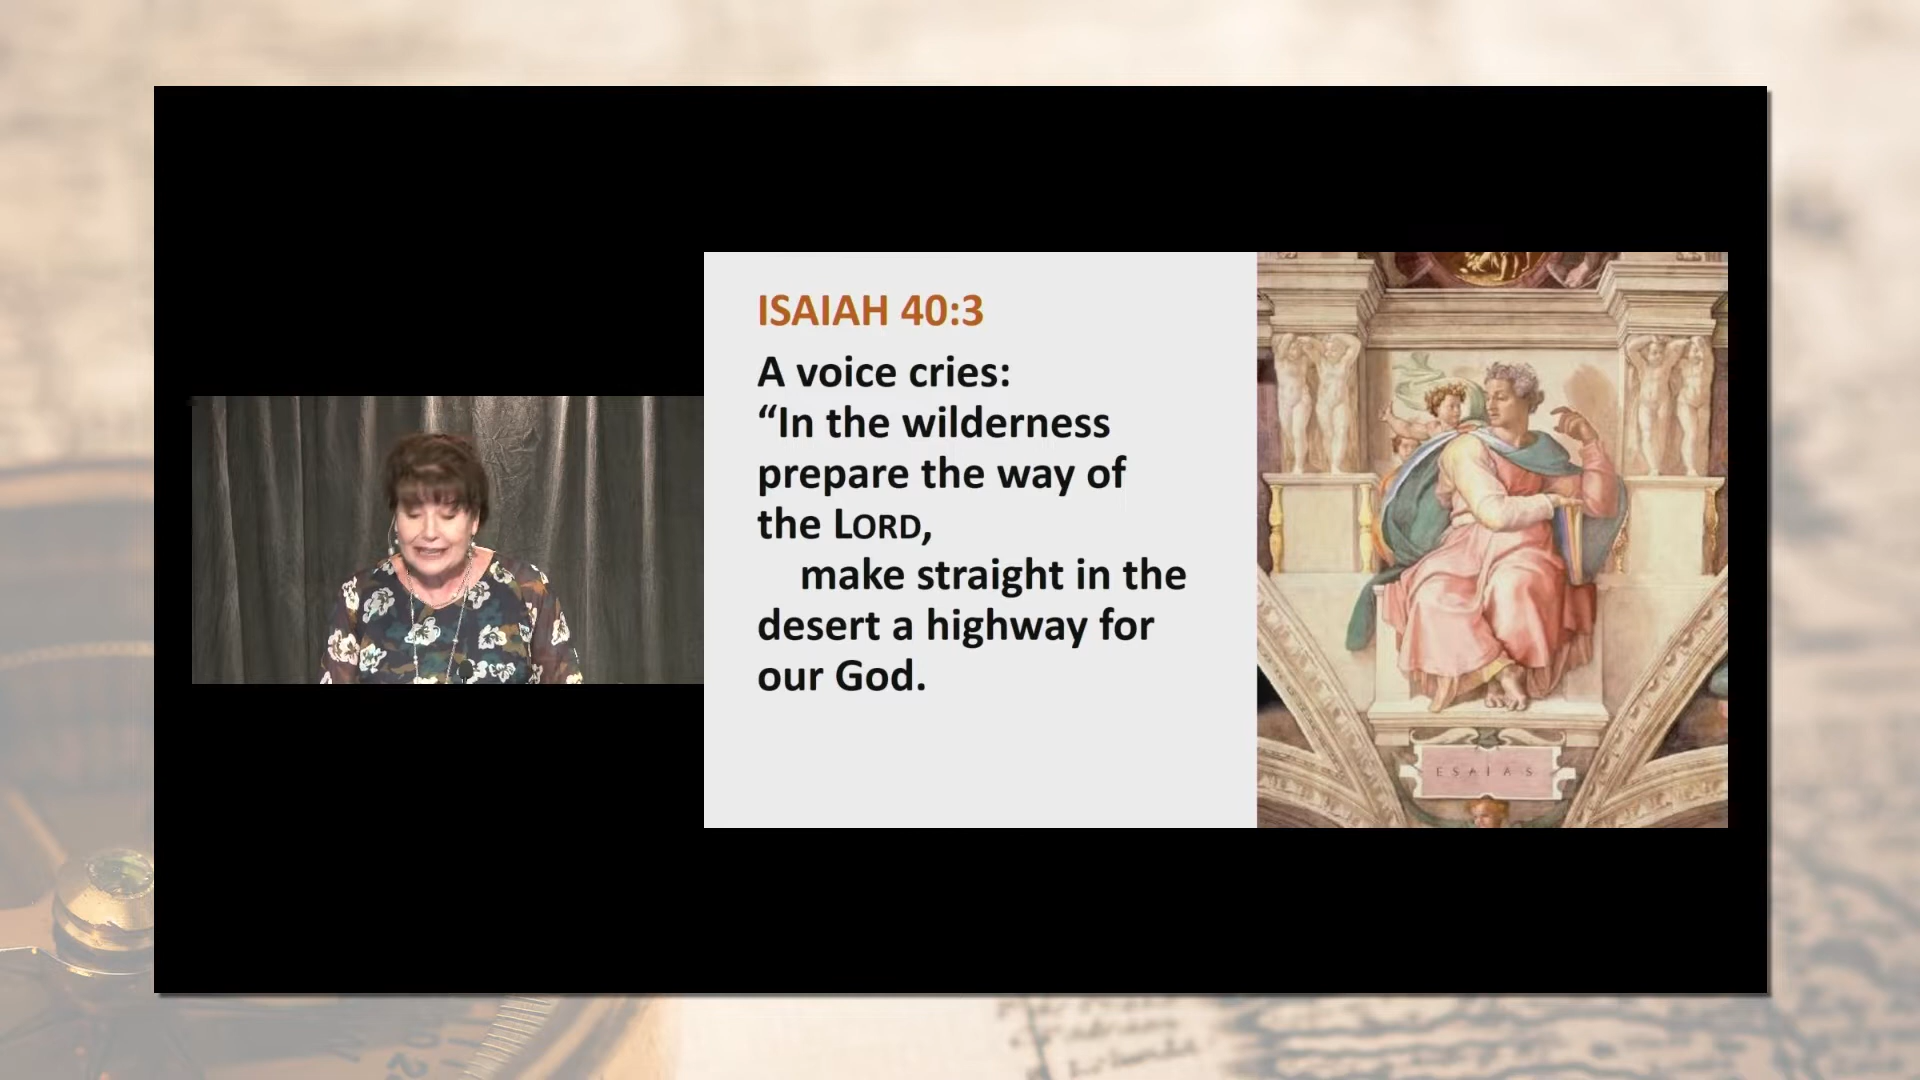 ISAIAH 40:3
A voice cries:
“In the wilderness
prepare the way of
the LORD,
make straight in the
desert a highway for
our God.
ESAIAS